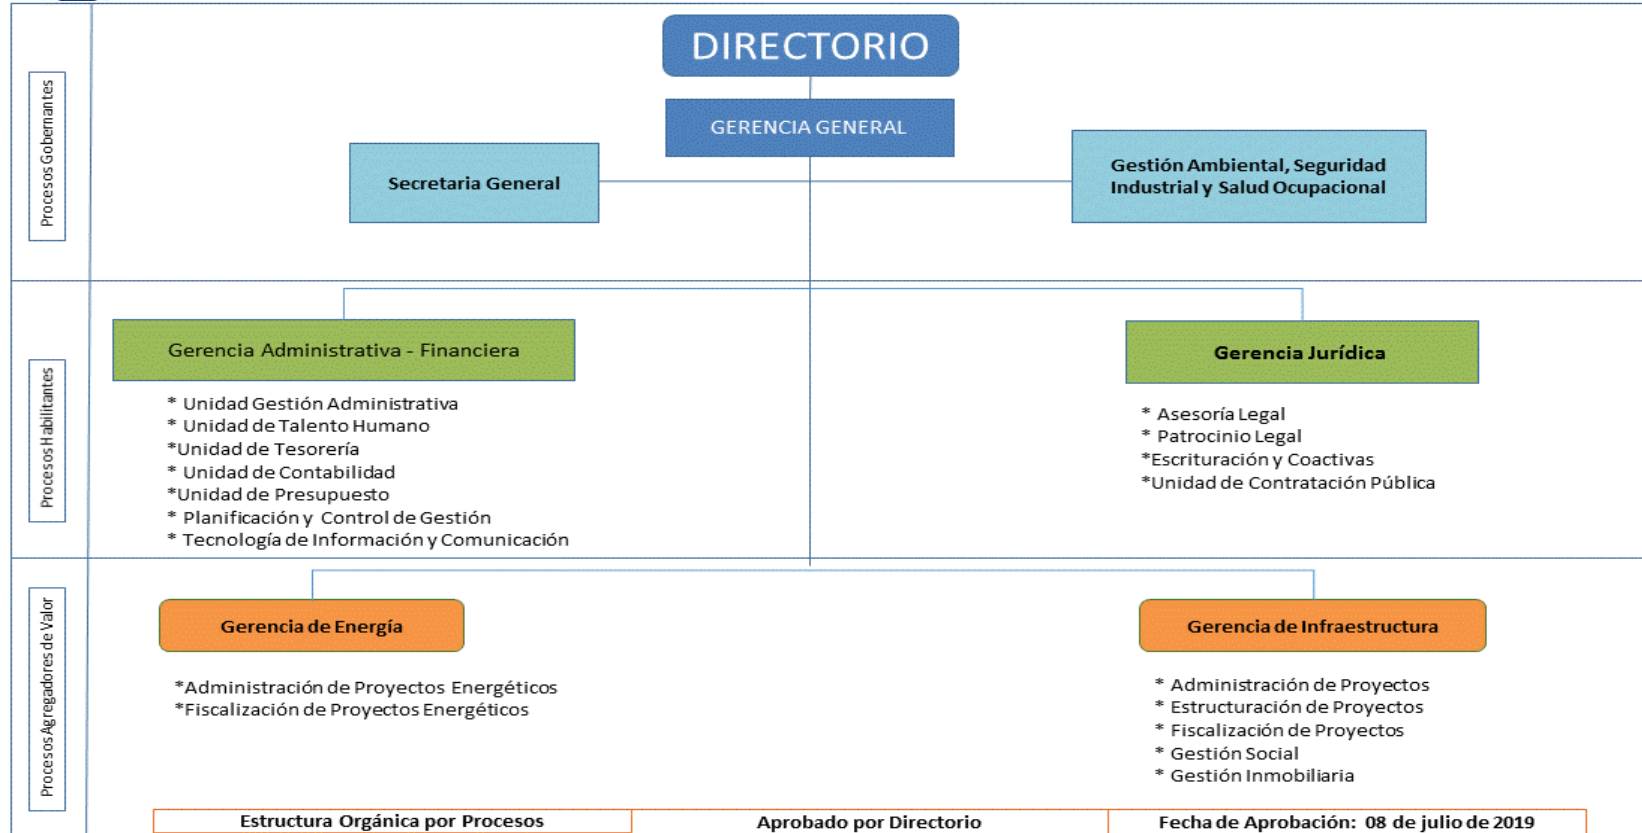 DIRECTORIO
GERENCIA GENERAL
Procesos Gobernantes
Secretaria General
Gestión Ambiental, Seguridad
Industrial y Salud Ocupacional
Procesos Habilitantes
Gerencia Administrativa - Financiera
* Unidad Gestión Administrativa
* Unidad de Talento Humano
*Unidad de Tesorería
* Unidad de Contabilidad
*Unidad de Presupuesto
* Planificación y Control de Gestión
* Tecnología de Información y Comunicación
Gerencia Jurídica
* Asesoría Legal
* Patrocinio Legal
*Escrituración y Coactivas
*Unidad de Contratación Pública
Procesos Agregadores de Valor
Gerencia de Energía
*Administración de Proyectos Energéticos
*Fiscalización de Proyectos Energéticos
Gerencia de Infraestructura
* Administración de Proyectos
* Estructuración de Proyectos
* Fiscalización de Proyectos
* Gestión Social
* Gestión Inmobiliaria
Estructura Orgánica por Procesos
Aprobado por Directorio
Fecha de Aprobación: 08 de julio de 2019